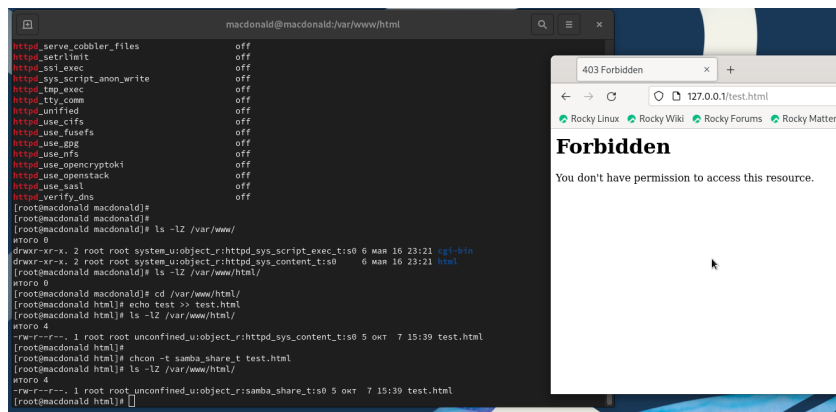 macdonald@macdonald:/var/www/html
httpd_serve_cobbler_files off
httpd_setrlimit off
httpd_ssi_exec off
httpd_sys_script_anon_write off
httpd_tmp_exec off
httpd_tty_comm off
httpd_unified off
httpd_use_cifs off
httpd_use_fusefs off
httpd_use_gpg off
httpd_use_nfs off
httpd_use_opencryptoki off
httpd_use_openstack off
httpd_use_sasl off
httpd_verify_dns off
[root@macdonald macdonald]#
[root@macdonald macdonald]#
[root@macdonald macdonald]# ls -lZ /var/www/
итого 0
drwxr-xr-x. 2 root root system_u:object_r:httpd_sys_script_exec_t:s0 6 мая 16 23:21 cgi-bin
drwxr-xr-x. 2 root root system_u:object_r:httpd_sys_content_t:s0 6 мая 16 23:21 html
[root@macdonald macdonald]# ls -lZ /var/www/html/
итого 0
[root@macdonald macdonald]# cd /var/www/html/
[root@macdonald html]# echo test >> test.html
[root@macdonald html]# ls -lZ /var/www/html/
итого 4
-rw-r--r--. 1 root root unconfined_u:object_r:httpd_sys_content_t:s0 5 окт 7 15:39 test.html
[root@macdonald html]#
[root@macdonald html]# chcon -t samba_share_t test.html
[root@macdonald html]# ls -lZ /var/www/html/
итого 4
-rw-r--r--. 1 root root unconfined_u:object_r:samba_share_t:s0 5 окт 7 15:39 test.html
[root@macdonald html]#
403 Forbidden
127.0.0.1/test.html
Rocky Linux Rocky Wiki Rocky Forums Rocky Matter
Forbidden
You don't have permission to access this resource.